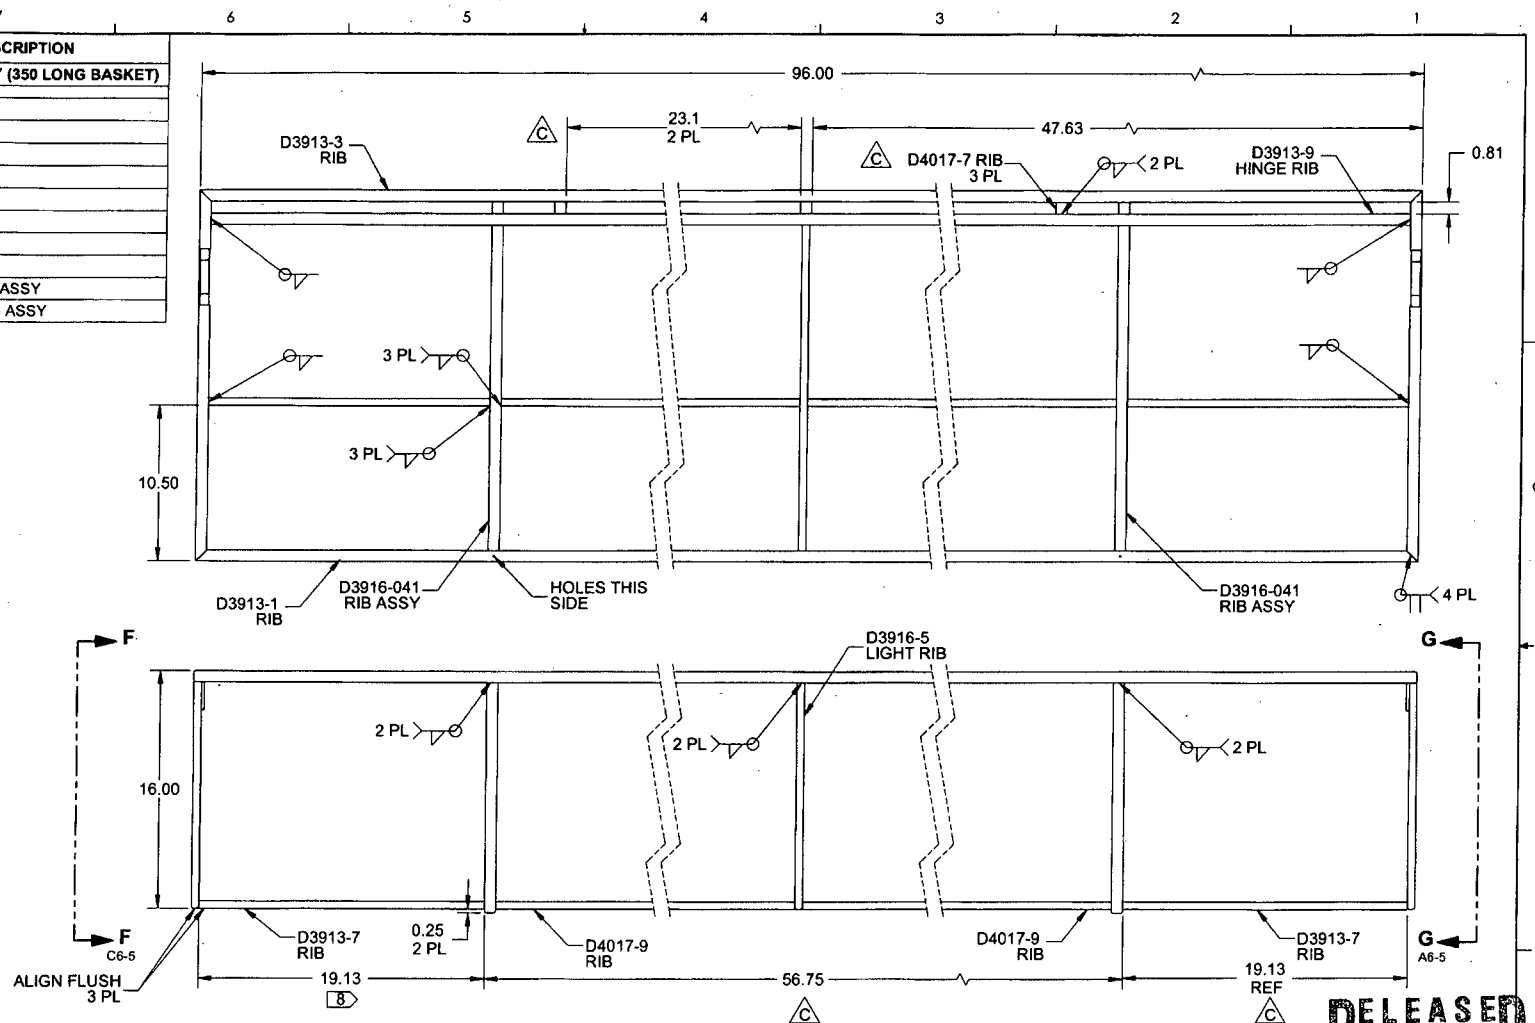 6 5 4 3 2 1
(350 LONG BASKET)
ASSY
ASSY
96.00
23.1
2 PL
47.63
C
C
D3913-3
RIB
D4017-7 RIB
3 PL
2 PL
D3913-9
HINGE RIB
0.81
3 PL
3 PL
10.50
D3913-1
RIB
D3916-041
RIB ASSY
HOLES THIS
SIDE
D3916-041
RIB ASSY
4 PL
F
D3916-5
LIGHT RIB
G
2 PL
2 PL
2 PL
16.00
F
C6-5
D3913-7
RIB
0.25
2 PL
D4017-9
RIB
D4017-9
RIB
D3913-7
RIB
G
A6-5
ALIGN FLUSH
3 PL
19.13
8
56.75
C
19.13
REF
C
RELEASED